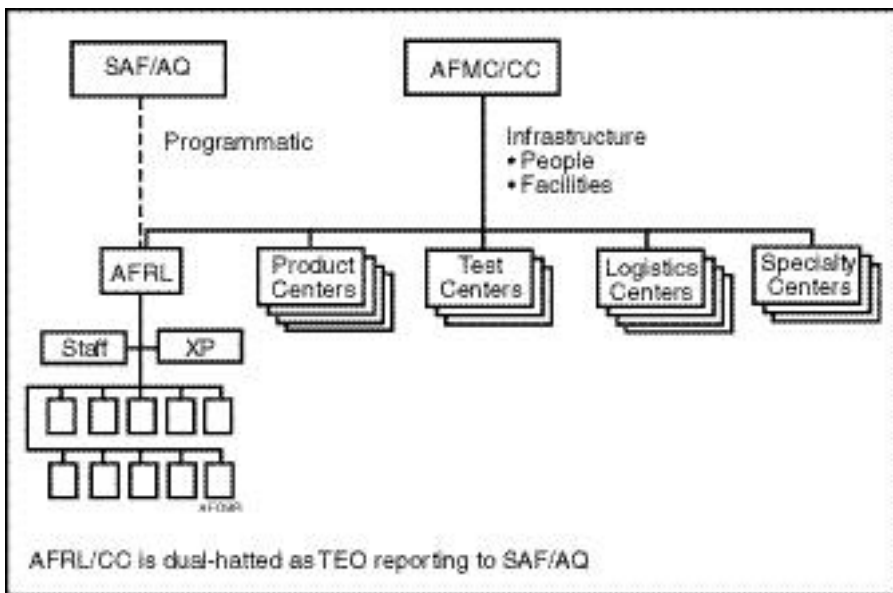 SAF/AQ
AFMC/CC
Programmatic
Infrastructure
• People
• Facilities
AFRL
Product
Centers
Test
Centers
Logistics
Centers
Specialty
Centers
Staff
XP
AFRL/CC is dual-hatted as TEO reporting to SAF/AQ